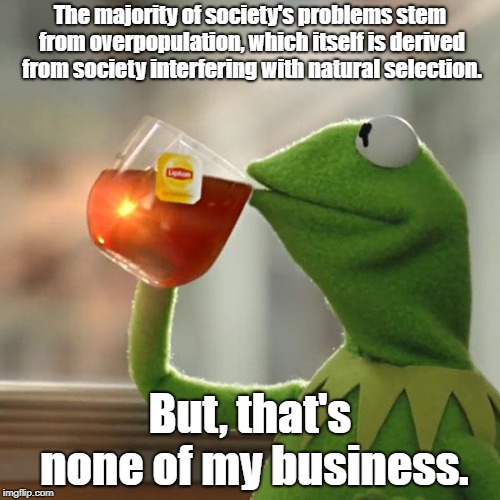 The majority of society's problems stem
from overpopulation, which itself is derived
from society interfering with natural selection.
Lipton
But, that's
none of my business.
imgflip.com